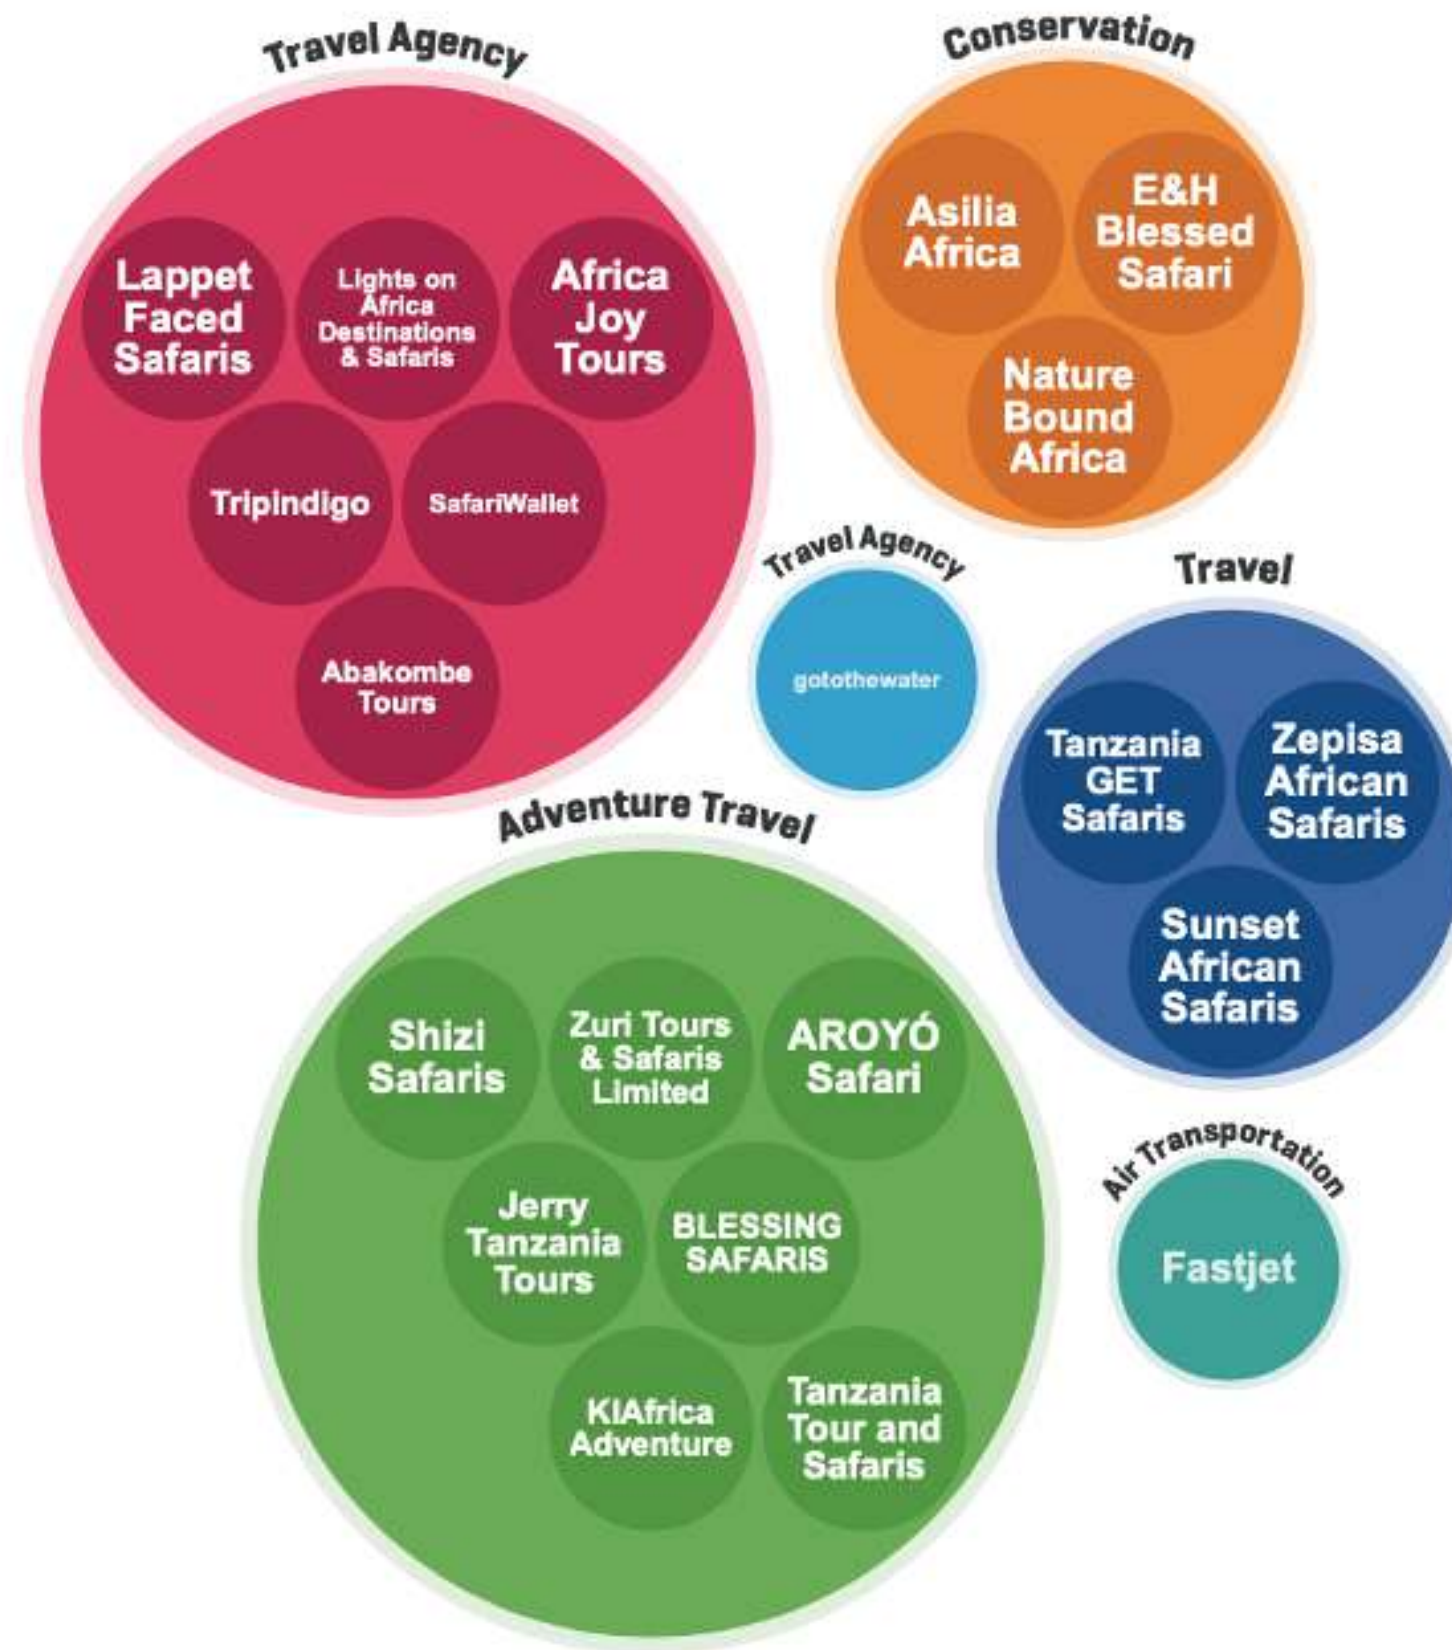 Travel Agency
Lappet
Faced
Safaris
Lights on
Africa
Destinations
& Safaris
Africa
Joy
Tours
Tripindigo
SafariWallet
Abakombe
Tours
Conservation
Asilia
Africa
E&H
Blessed
Safari
Nature
Bound
Africa
Travel Agency
gotothewater
Travel
Tanzania
GET
Safaris
Zepisa
African
Safaris
Sunset
African
Safaris
Adventure Travel
Shizi
Safaris
Zuri Tours
& Safaris
Limited
AROYÓ
Safari
Jerry
Tanzania
Tours
BLESSING
SAFARIS
KIAfrica
Adventure
Tanzania
Tour and
Safaris
Air Transportation
Fastjet